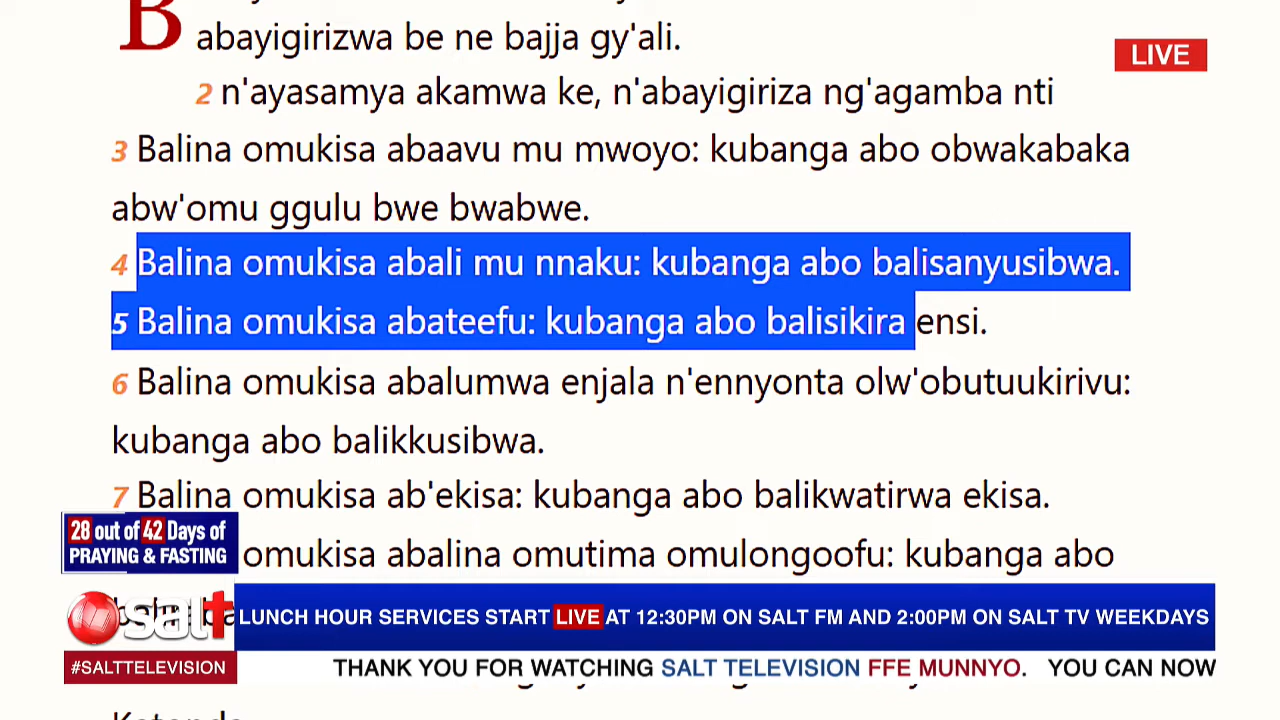 B
abayigirizwa be ne bajja gy'ali.
LIVE
2 n'ayasamya akamwa ke, n'abayigiriza ng'agamba nti
3 Balina omukisa abaavu mu mwoyo: kubanga abo obwakabaka
abw'omu ggulu bwe bwabwe.
4 Balina omukisa abali mu nnaku: kubanga abo balisanyusibwa.
5 Balina omukisa abateefu: kubanga abo balisikira ensi.
6 Balina omukisa abalumwa enjala n'ennyonta olw'obutuukirivu:
kubanga abo balikkusibwa.
7 Balina omukisa ab'ekisa: kubanga abo balikwatirwa ekisa.
omukisa abalina omutima omulongoofu: kubanga abo
28 out of 42 Days of
PRAYING & FASTING
salt
LUNCH HOUR SERVICES START LIVE AT 12:30PM ON SALT FM AND 2:00PM ON SALT TV WEEKDAYS
#SALTTELEVISION
THANK YOU FOR WATCHING SALT TELEVISION FFE MUNNYO. YOU CAN NOW